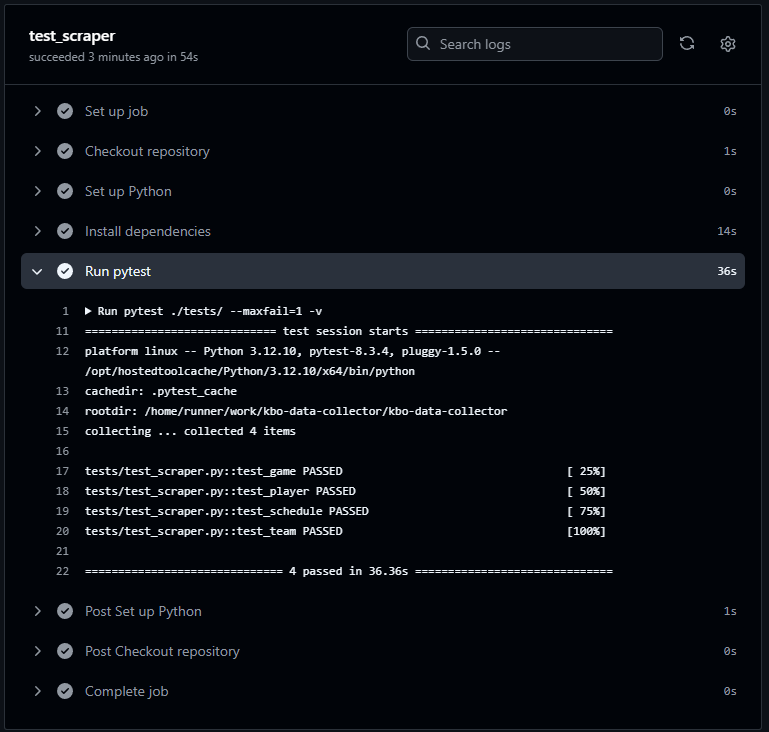 test_scraper
succeeded 3 minutes ago in 54s
Search logs
Set up job 0s
Checkout repository 1s
Set up Python 0s
Install dependencies 14s
Run pytest 36s
1 Run pytest ./tests/ --maxfail=1 -v
11 ============================= test session starts ==============================
12 platform linux -- Python 3.12.10, pytest-8.3.4, pluggy-1.5.0 --
/opt/hostedtoolcache/Python/3.12.10/x64/bin/python
13 cachedir: .pytest_cache
14 rootdir: /home/runner/work/kbo-data-collector/kbo-data-collector
15 collecting ... collected 4 items
16
17 tests/test_scraper.py::test_game PASSED [ 25%]
18 tests/test_scraper.py::test_player PASSED [ 50%]
19 tests/test_scraper.py::test_schedule PASSED [ 75%]
20 tests/test_scraper.py::test_team PASSED [100%]
21
22 ============================== 4 passed in 36.36s ==============================
Post Set up Python 1s
Post Checkout repository 0s
Complete job 0s